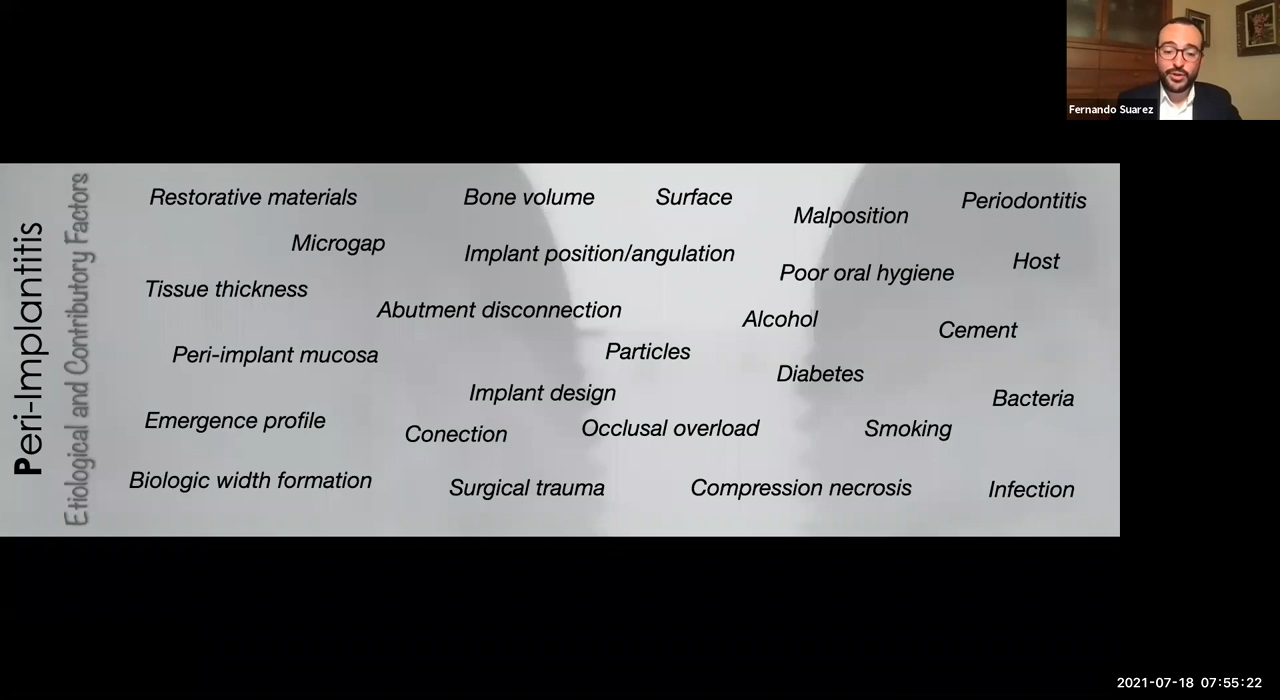 Fernando Suarez
Peri-Implantitis
Etiological and Contributory Factors
Restorative materials
Bone volume
Surface
Malposition
Periodontitis
Microgap
Implant position/angulation
Poor oral hygiene
Host
Tissue thickness
Abutment disconnection
Alcohol
Cement
Peri-implant mucosa
Particles
Diabetes
Implant design
Bacteria
Emergence profile
Conection
Occlusal overload
Smoking
Biologic width formation
Surgical trauma
Compression necrosis
Infection
2021-07-18 07:55:22